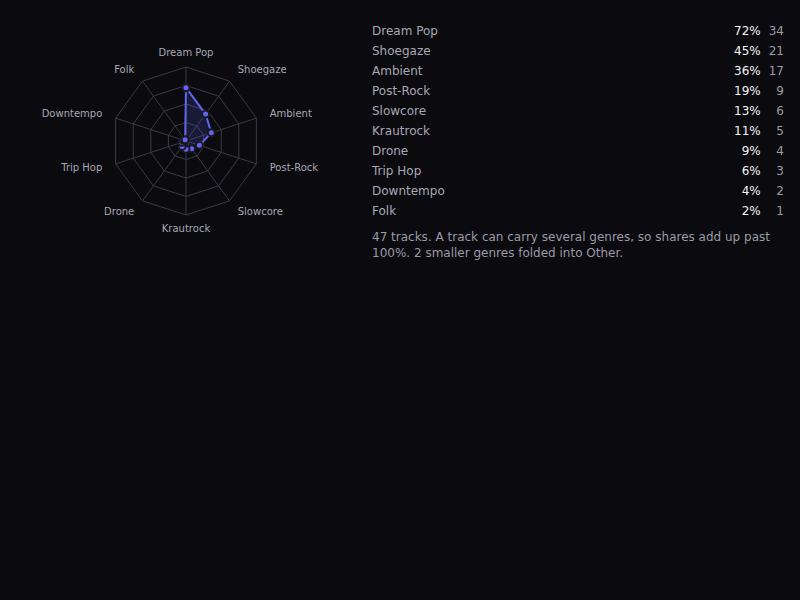 Dream Pop
Folk
Shoegaze
Downtempo
Ambient
Trip Hop
Post-Rock
Drone
Slowcore
Krautrock
Dream Pop 72% 34
Shoegaze 45% 21
Ambient 36% 17
Post-Rock 19% 9
Slowcore 13% 6
Krautrock 11% 5
Drone 9% 4
Trip Hop 6% 3
Downtempo 4% 2
Folk 2% 1
47 tracks. A track can carry several genres, so shares add up past
100%. 2 smaller genres folded into Other.